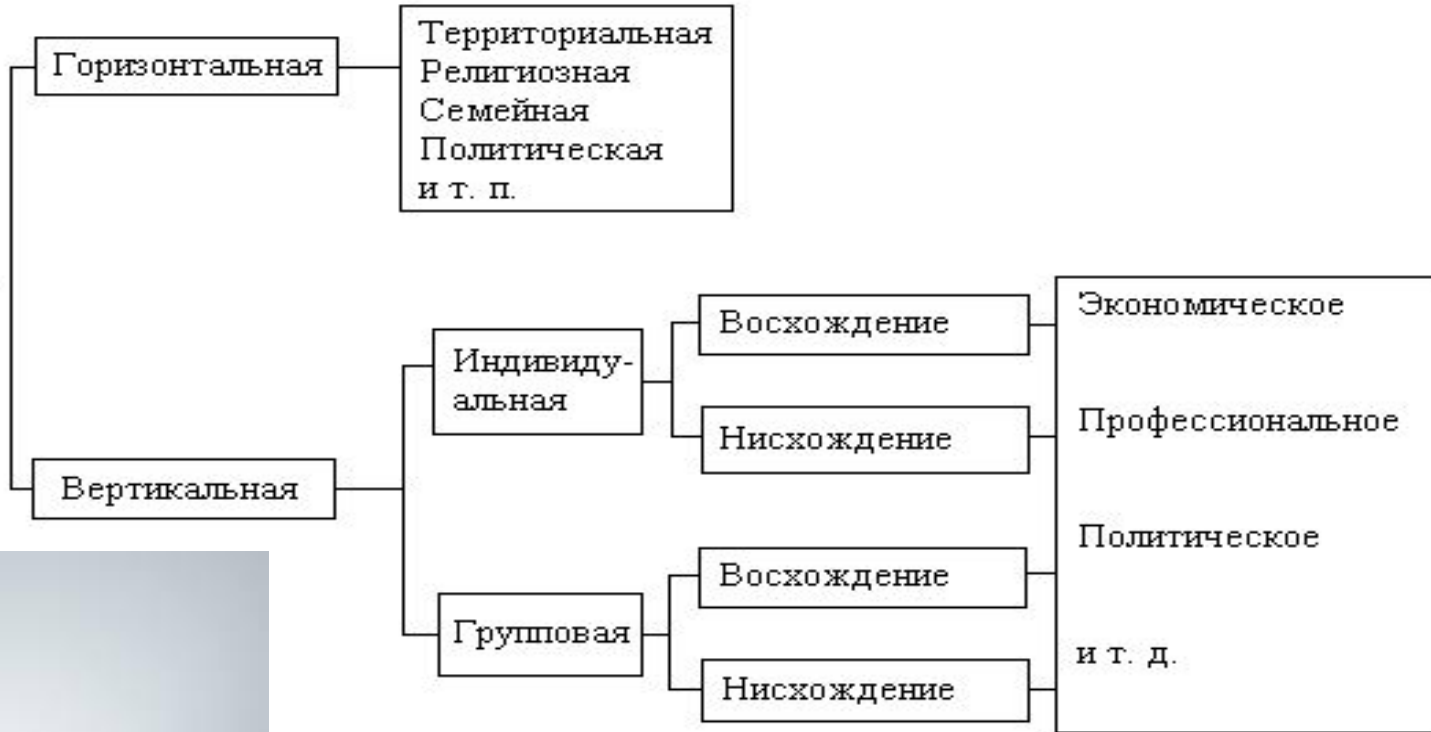 Горизонтальная
Территориальная
Религиозная
Семейная
Политическая
и т. п.
Вертикальная
Индивиду-
альная
Восхождение
Нисхождение
Групповая
Восхождение
Нисхождение
Экономическое
Профессиональное
Политическое
и т. д.